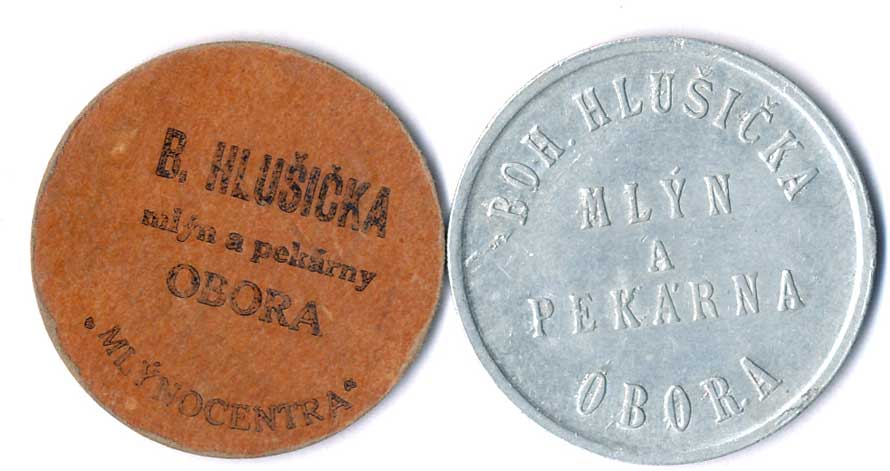 B. HLUŠIČKA
mlýn a pekárny
OBORA
* MLÝNOCENTRA *
BOH. HLUŠIČKA
MLÝN
A
PEKÁRNA
OBORA